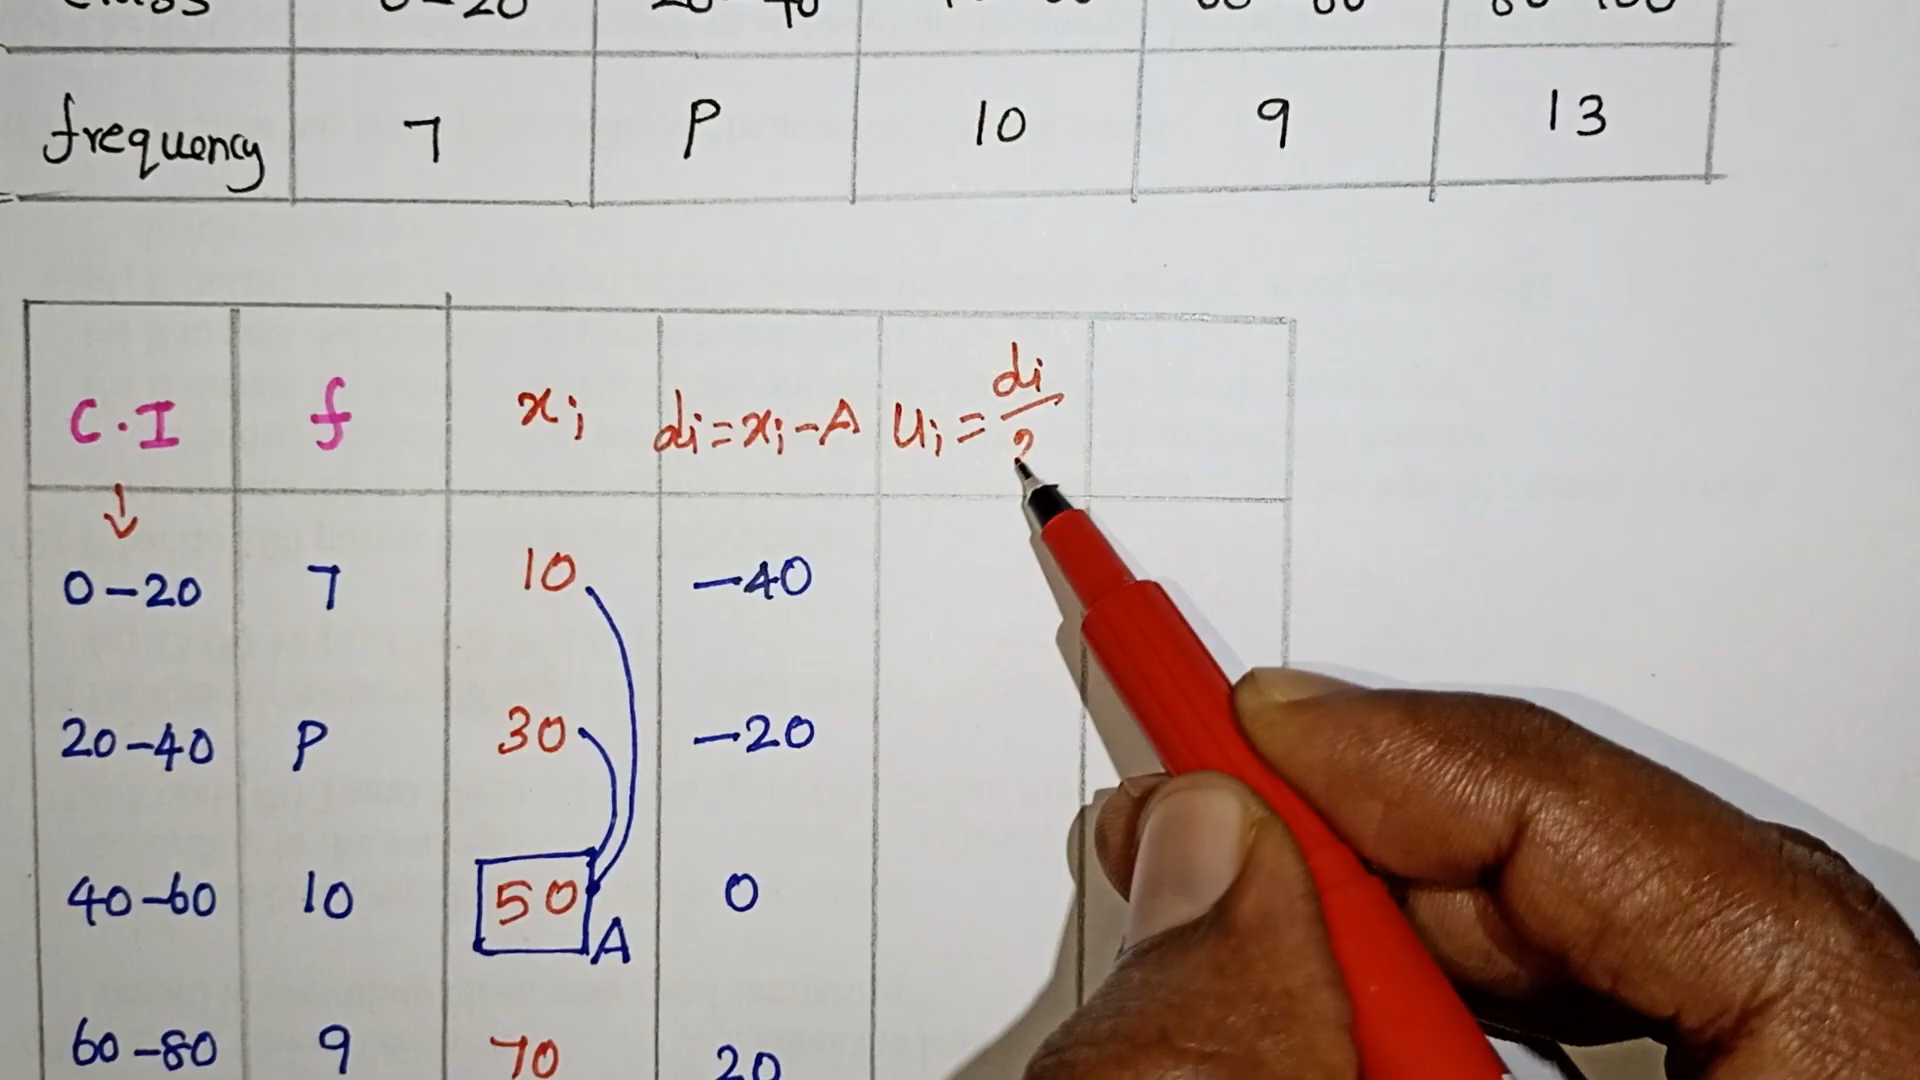 frequency 7 P 10 9 13
C.I f xi di=xi-A ui=di/2
0-20 7 10 -40
20-40 P 30 -20
40-60 10 50 A 0
60-80 9 70 20